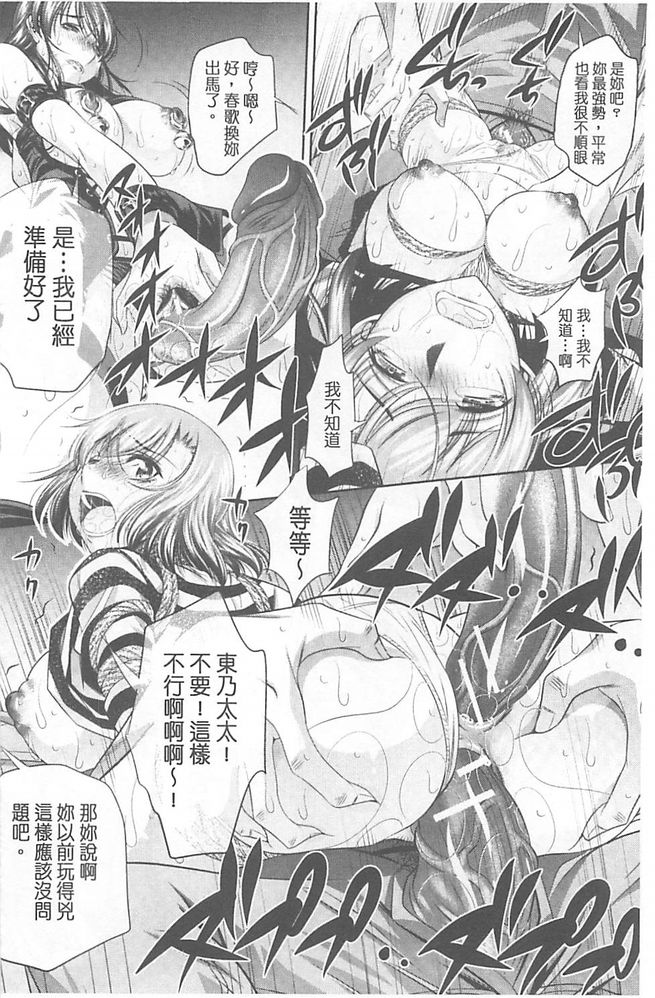 是妳吧？
妳最強勢，平常
也看我很不順眼
我…我不
知道…啊
我不知道
哼～嗯～
好，春歌換妳
出馬了。
是…我已經
準備好了
等等～
東乃太太！
不要！這樣
不行啊啊啊～！
那妳說啊
妳以前玩得兇
這樣應該沒問
題吧。